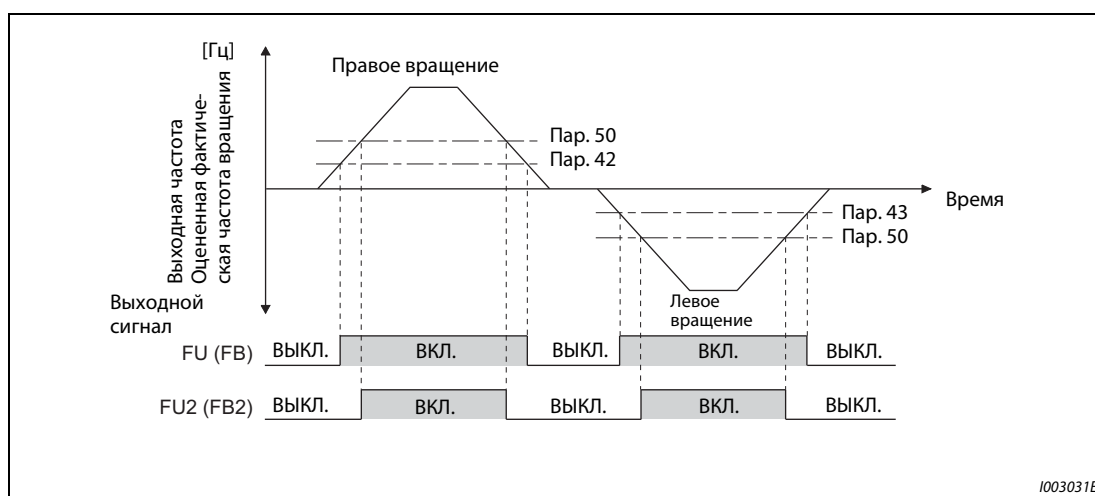 [Гц]
Правое вращение
Выходная частота
Оцененная фактиче-
ская частота вращения
Пар. 50
Пар. 42
Время
Пар. 43
Пар. 50
Левое
вращение
Выходной
сигнал
FU (FB) ВЫКЛ. ВКЛ. ВЫКЛ. ВКЛ. ВЫКЛ.
FU2 (FB2) ВЫКЛ. ВКЛ. ВЫКЛ. ВКЛ. ВЫКЛ.
I003031E